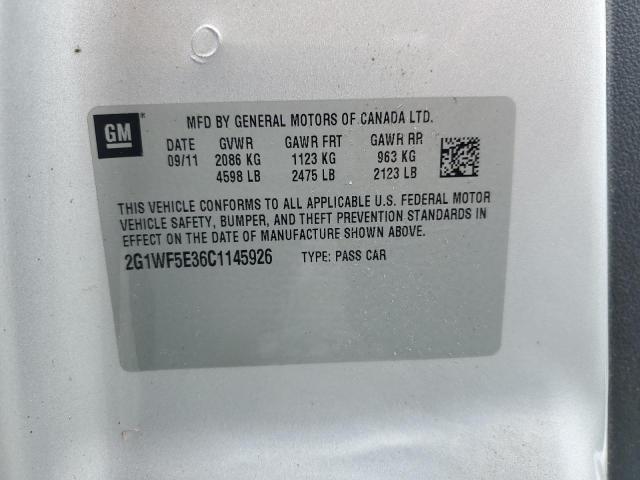 GM
MFD BY GENERAL MOTORS OF CANADA LTD.
DATE GVWR GAWR FRT GAWR RR
09/11 2086 KG 1123 KG 963 KG
4598 LB 2475 LB 2123 LB
THIS VEHICLE CONFORMS TO ALL APPLICABLE U.S. FEDERAL MOTOR
VEHICLE SAFETY, BUMPER, AND THEFT PREVENTION STANDARDS IN
EFFECT ON THE DATE OF MANUFACTURE SHOWN ABOVE.
2G1WF5E36C1145926 TYPE: PASS CAR